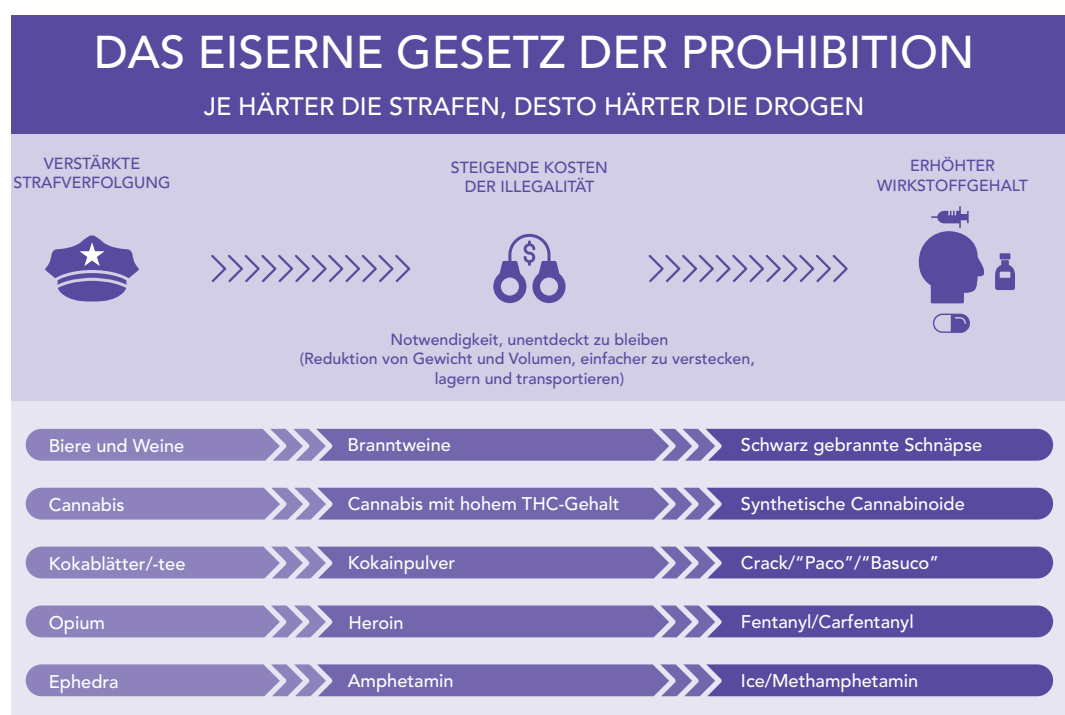 DAS EISERNE GESETZ DER PROHIBITION
JE HÄRTER DIE STRAFEN, DESTO HÄRTER DIE DROGEN
VERSTÄRKTE
STRAFVERFOLGUNG
STEIGENDE KOSTEN
DER ILLEGALITÄT
ERHÖHTER
WIRKSTOFFGEHALT
$
Notwendigkeit, unentdeckt zu bleiben
(Reduktion von Gewicht und Volumen, einfacher zu verstecken,
lagern und transportieren)
Biere und Weine
Branntweine
Schwarz gebrannte Schnäpse
Cannabis
Cannabis mit hohem THC-Gehalt
Synthetische Cannabinoide
Kokablätter/-tee
Kokainpulver
Crack/“Paco”/“Basuco”
Opium
Heroin
Fentanyl/Carfentanyl
Ephedra
Amphetamin
Ice/Methamphetamin